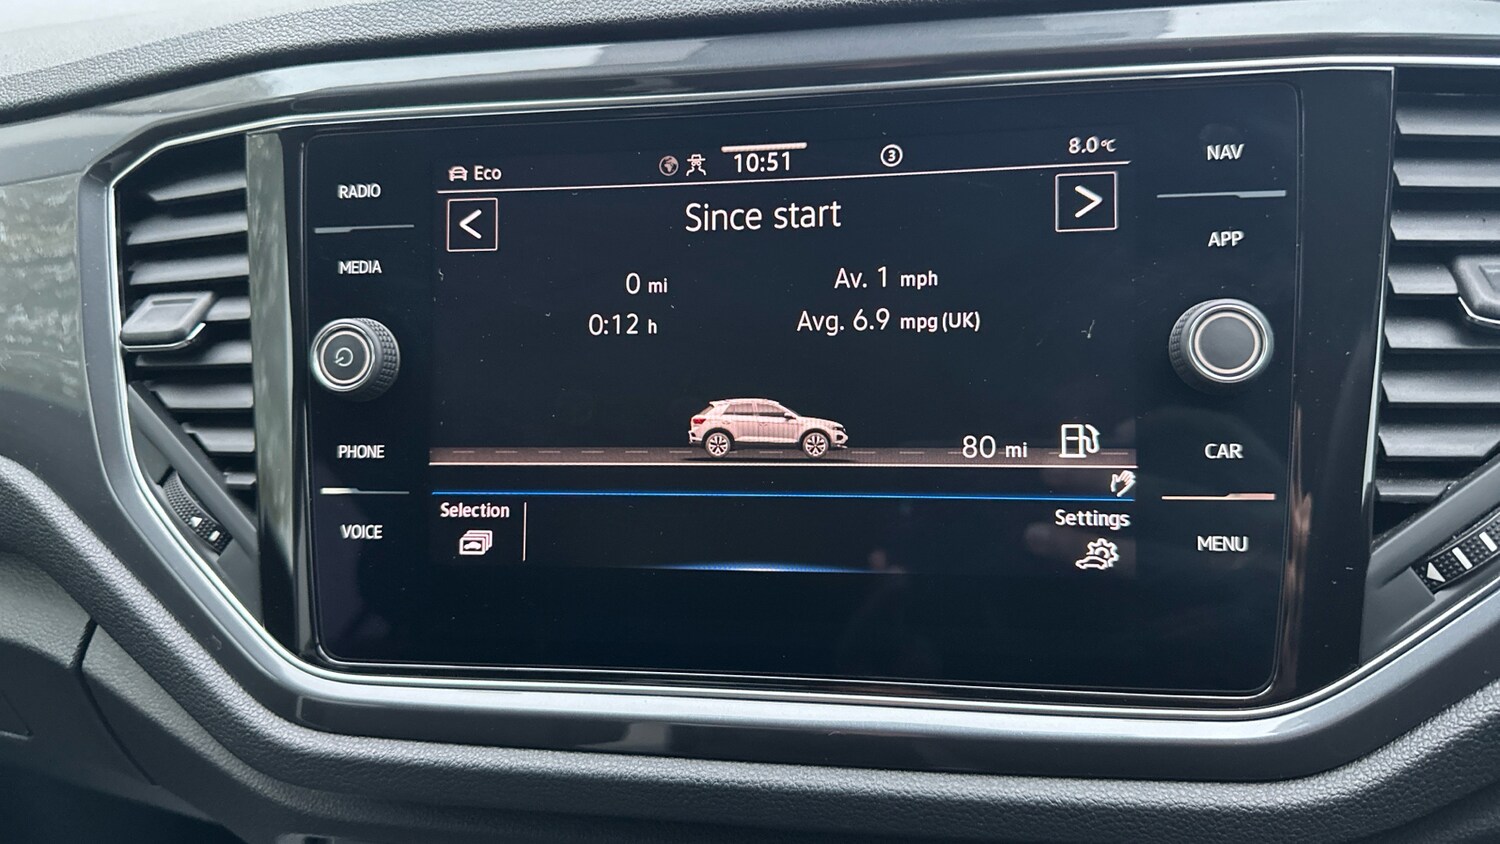 Eco
10:51
3
8.0°C
<
Since start
>
0 mi
Av. 1 mph
0:12 h
Avg. 6.9 mpg(UK)
80 mi
Selection
Settings
RADIO
MEDIA
PHONE
VOICE
NAV
APP
CAR
MENU